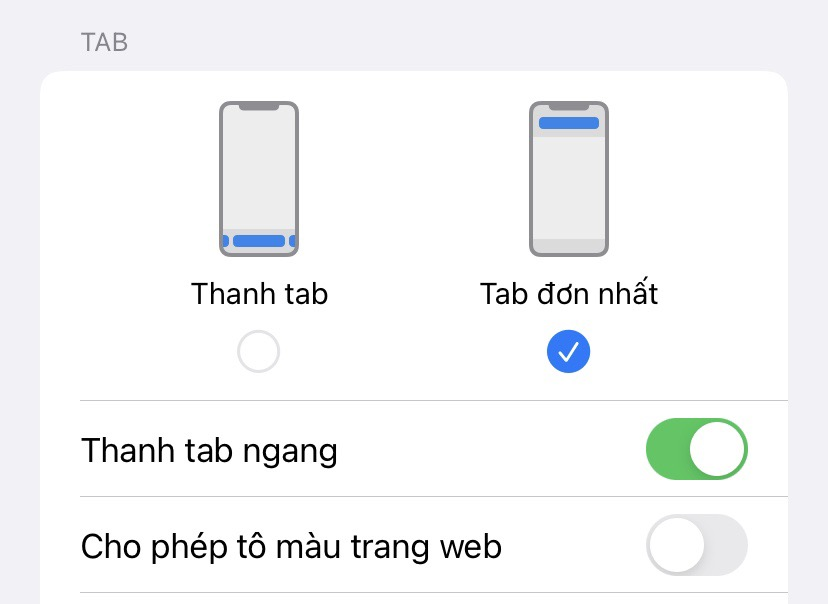 TAB
Thanh tab
Tab đơn nhất
Thanh tab ngang
Cho phép tô màu trang web